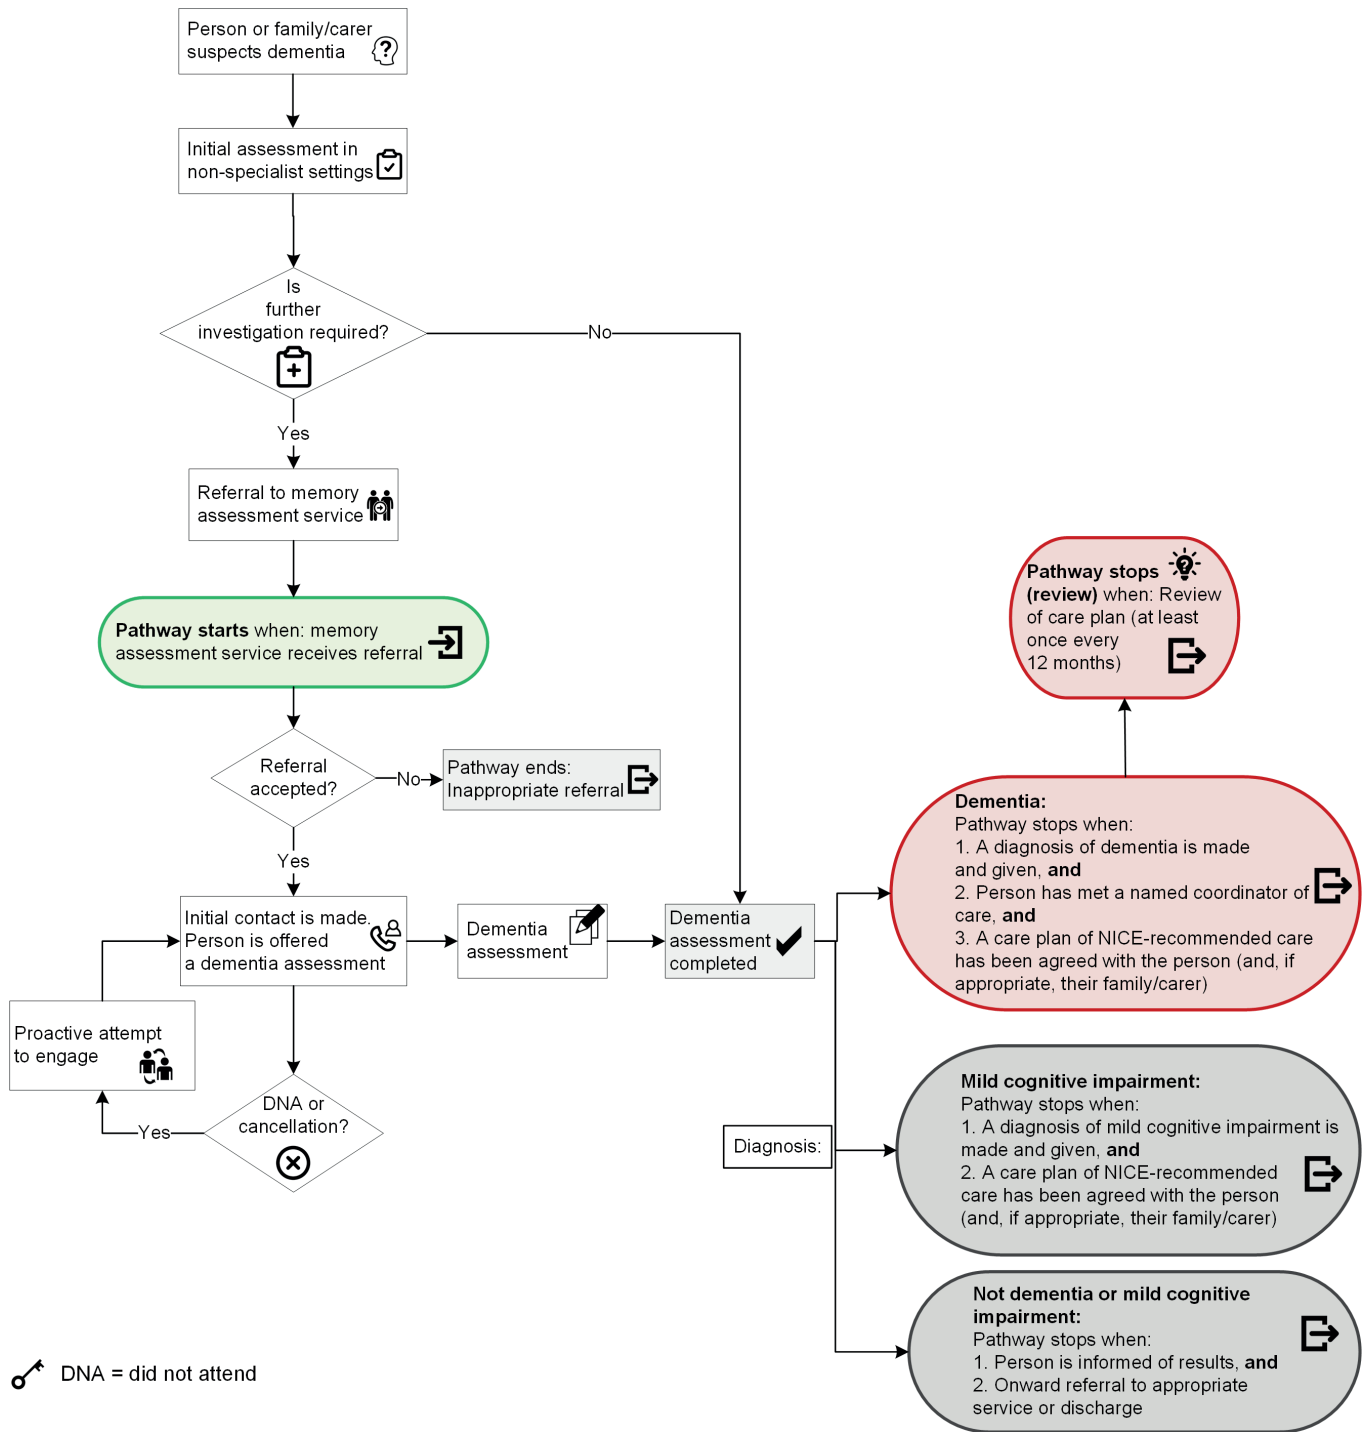 Person or family/carer
suspects dementia
?
Initial assessment in
non-specialist settings
Is
further
investigation required?
No
Yes
Referral to memory
assessment service
Pathway starts when: memory
assessment service receives referral
Referral
accepted?
No
Pathway ends:
Inappropriate referral
Yes
Initial contact is made.
Person is offered
a dementia assessment
Dementia
assessment
Dementia
assessment
completed
Proactive attempt
to engage
DNA or
cancellation?
Yes
Diagnosis:
Pathway stops
(review) when: Review
of care plan (at least
once every
12 months)
?
Dementia:
Pathway stops when:
1. A diagnosis of dementia is made
and given, and
2. Person has met a named coordinator of
care, and
3. A care plan of NICE-recommended care
has been agreed with the person (and, if
appropriate, their family/carer)
Mild cognitive impairment:
Pathway stops when:
1. A diagnosis of mild cognitive impairment is
made and given, and
2. A care plan of NICE-recommended
care has been agreed with the person
(and, if appropriate, their family/carer)
Not dementia or mild cognitive
impairment:
Pathway stops when:
1. Person is informed of results, and
2. Onward referral to appropriate
service or discharge
DNA = did not attend